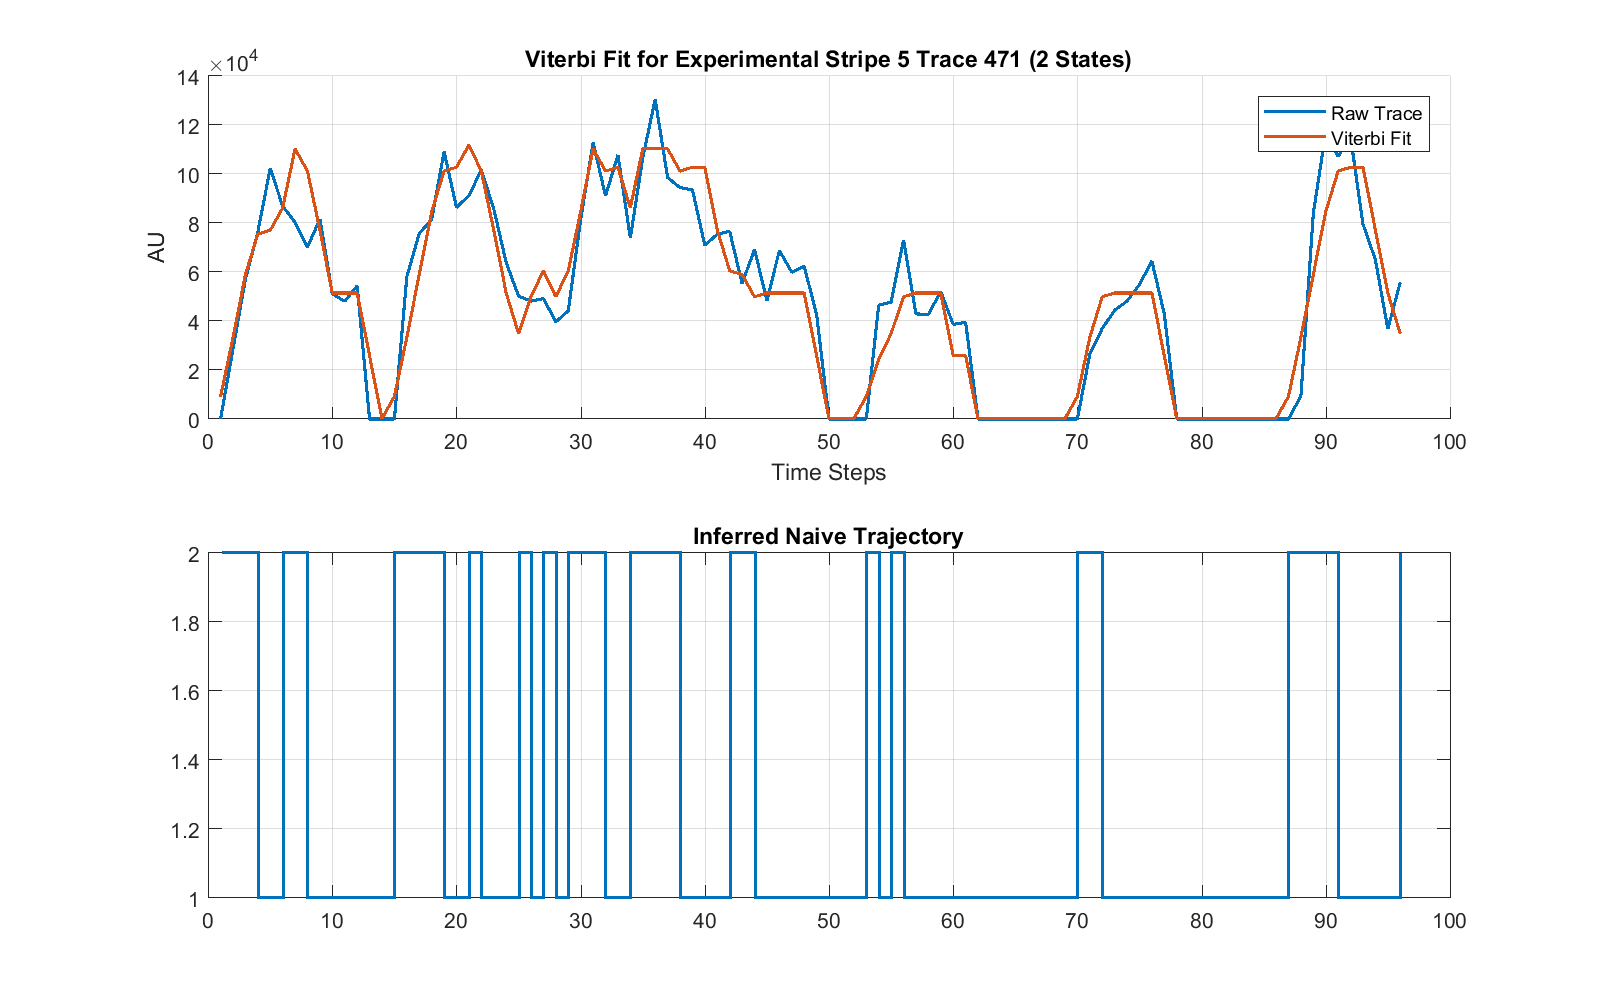 Viterbi Fit for Experimental Stripe 5 Trace 471 (2 States)
×10⁴
14
12
10
8
6
4
2
0
AU
Raw Trace
Viterbi Fit
0 10 20 30 40 50 60 70 80 90 100
Time Steps
Inferred Naive Trajectory
2
1.8
1.6
1.4
1.2
1
0 10 20 30 40 50 60 70 80 90 100